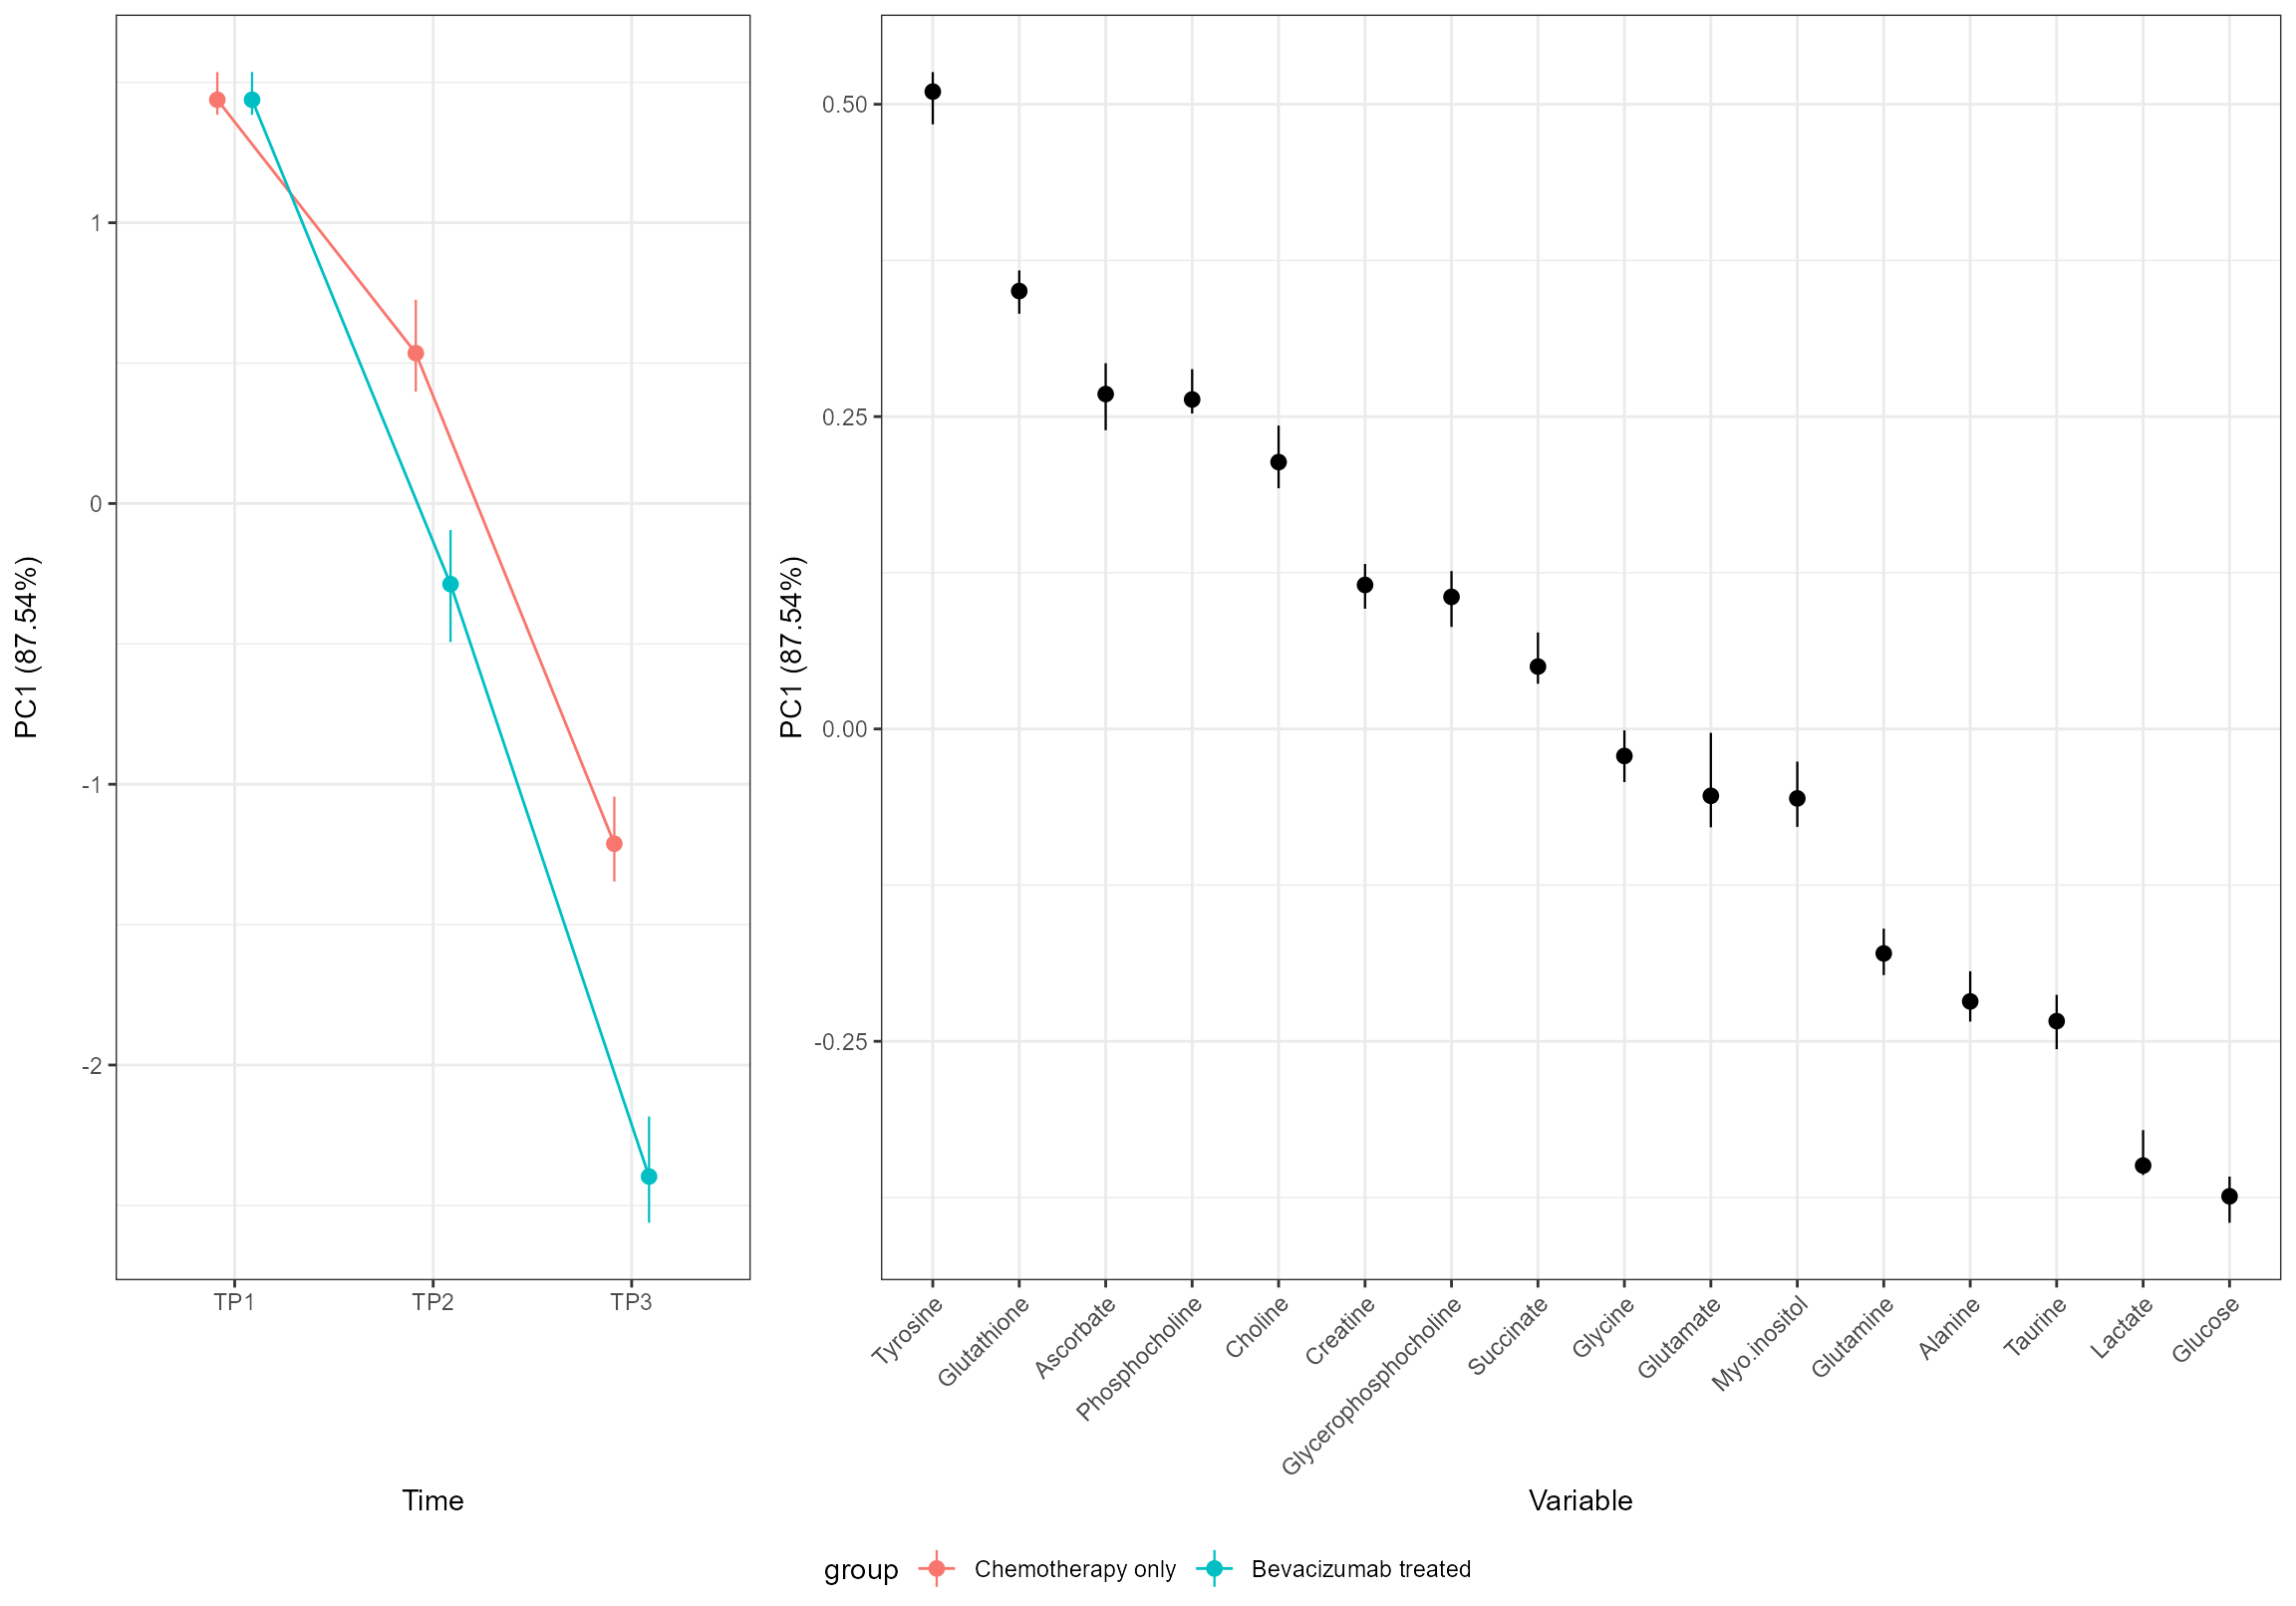 PC1 (87.54%)
1
0
-1
-2
TP1
TP2
TP3
Time
PC1 (87.54%)
0.50
0.25
0.00
-0.25
Tyrosine
Glutathione
Ascorbate
Phosphocholine
Choline
Creatine
Glycerophosphocholine
Succinate
Glycine
Glutamate
Myo.inositol
Glutamine
Alanine
Taurine
Lactate
Glucose
Variable
group Chemotherapy only Bevacizumab treated